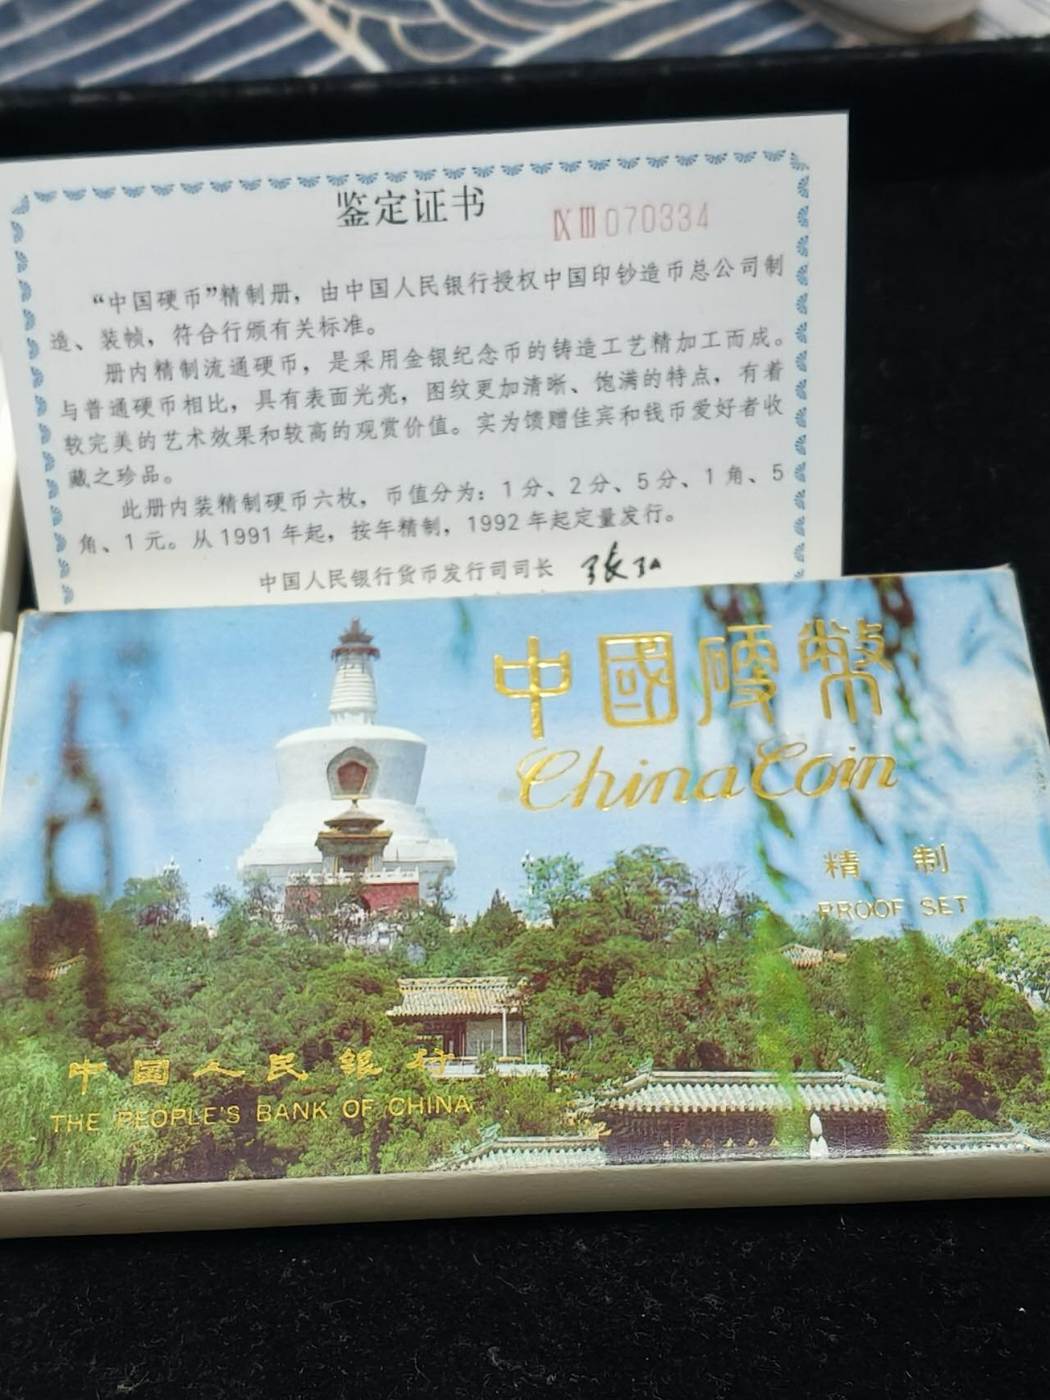 鉴定证书
ⅨⅢ070334
“中国硬币”精制册，由中国人民银行授权中国印钞造币总公司制
造、装帧，符合行颁有关标准。
册内精制流通硬币，是采用金银纪念币的铸造工艺精加工而成。
与普通硬币相比，具有表面光亮，图纹更加清晰、饱满的特点，有着
较完美的艺术效果和较高的观赏价值。实为馈赠佳宾和钱币爱好者收
藏之珍品。
此册内装精制硬币六枚，币值分为：1分、2分、5分、1角、5
角、1元。从1991年起，按年精制，1992年起定量发行。
中国人民银行货币发行司司长 张弘
中國硬幣
China Coin
精制
PROOF SET
中国人民银行
THE PEOPLE'S BANK OF CHINA